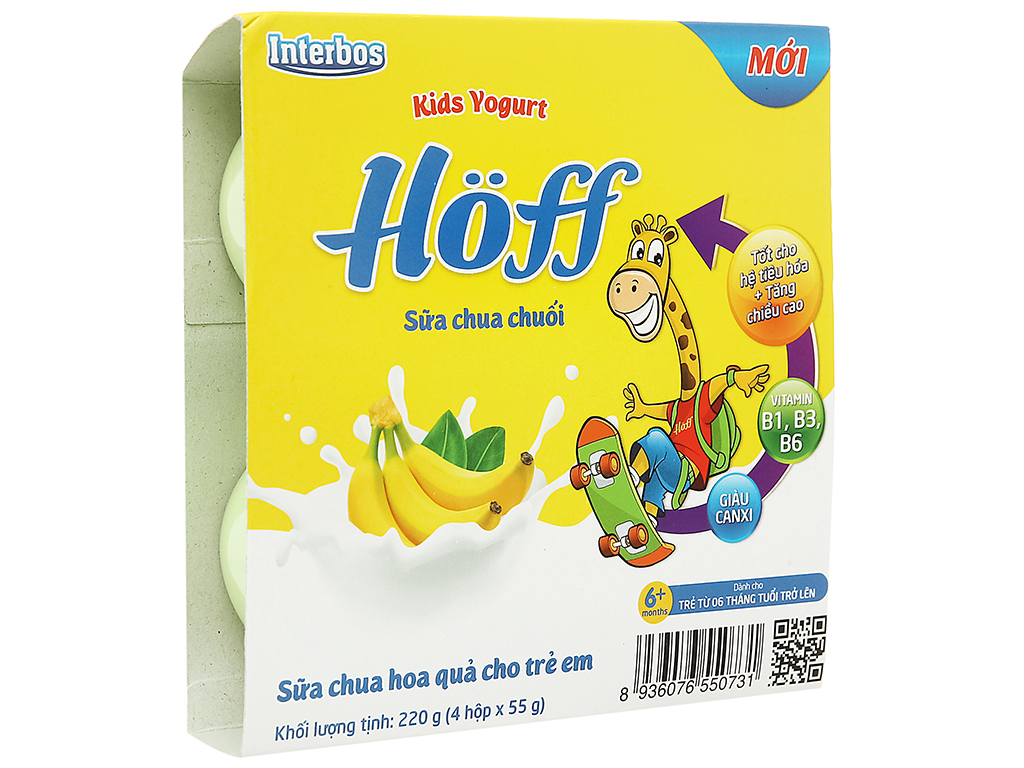 Interbos
MỚI
Kids Yogurt
Höff
Sữa chua chuối
Tốt cho
hệ tiêu hóa
+ Tăng
chiều cao
VITAMIN
B1, B3,
B6
Höff
GIÀU
CANXI
6+
months
Dành cho
TRẺ TỪ 06 THÁNG TUỔI TRỞ LÊN
Sữa chua hoa quả cho trẻ em
Khối lượng tịnh: 220 g (4 hộp x 55 g)
8 936076 550731